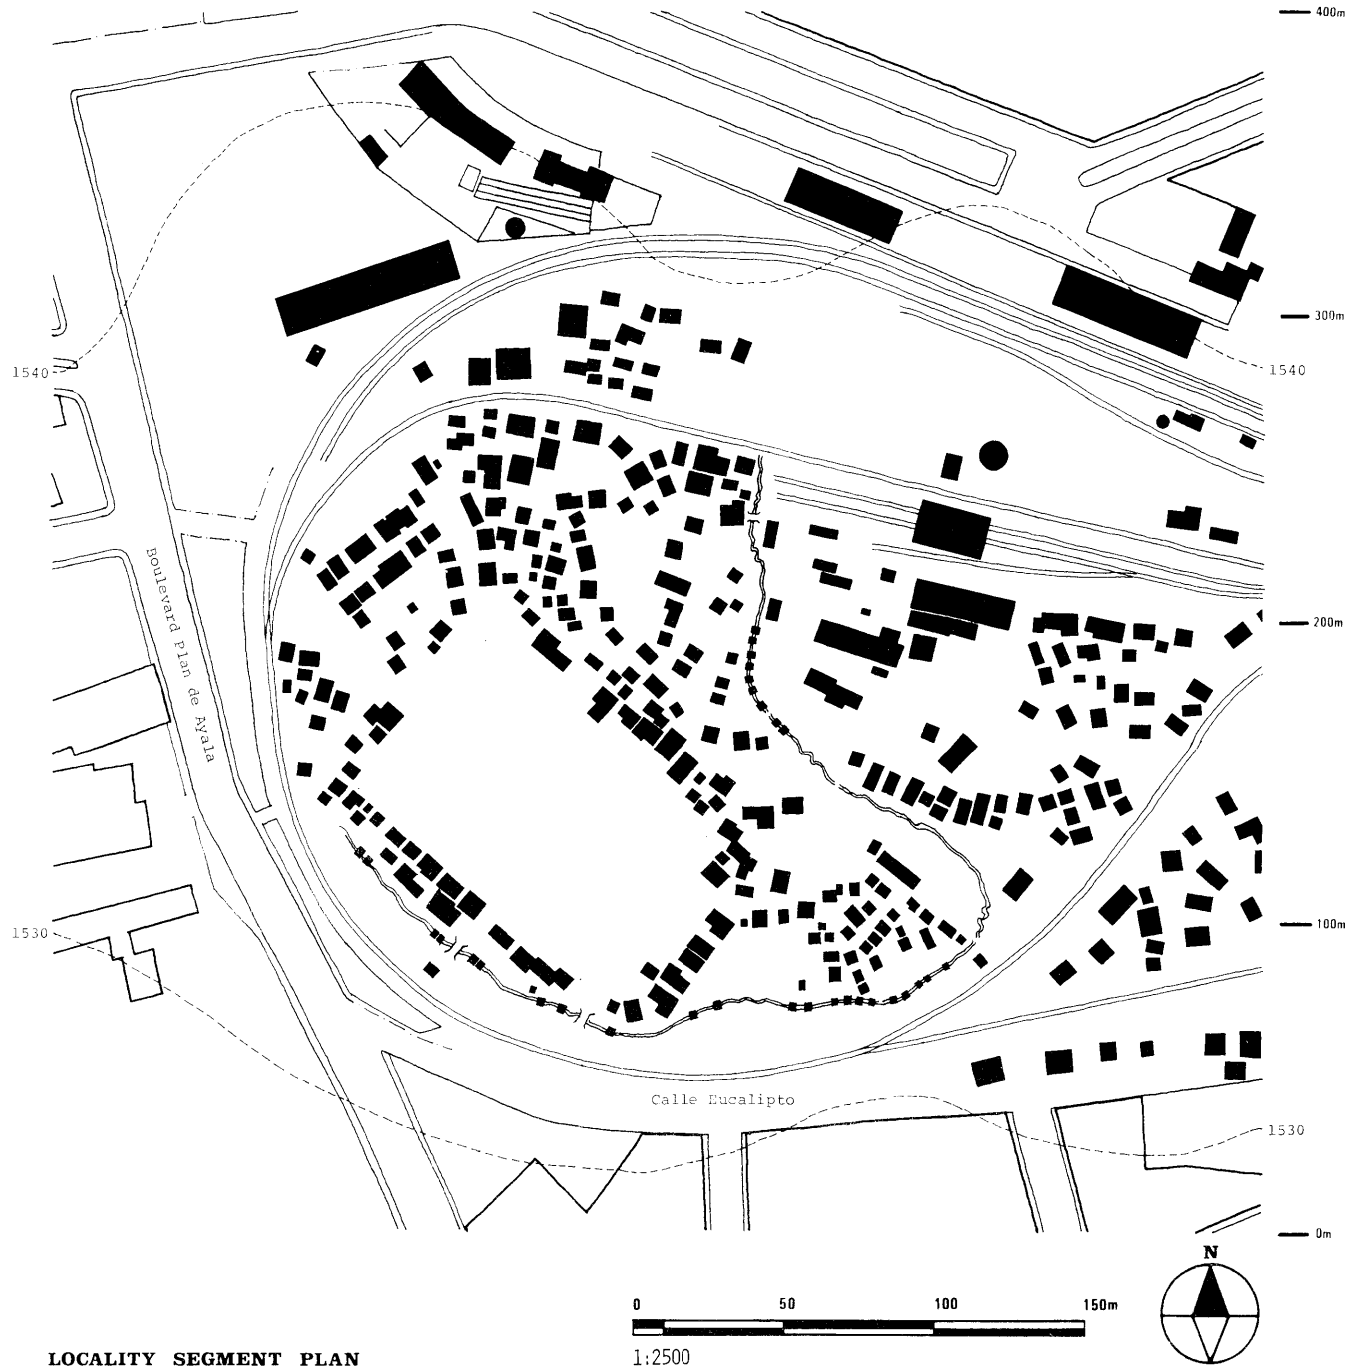 400m
300m
1540
1540
200m
Boulevard Plan de Ayala
100m
1530
Calle Eucalipto
1530
0m
N
0 50 100 150m
1:2500
LOCALITY SEGMENT PLAN